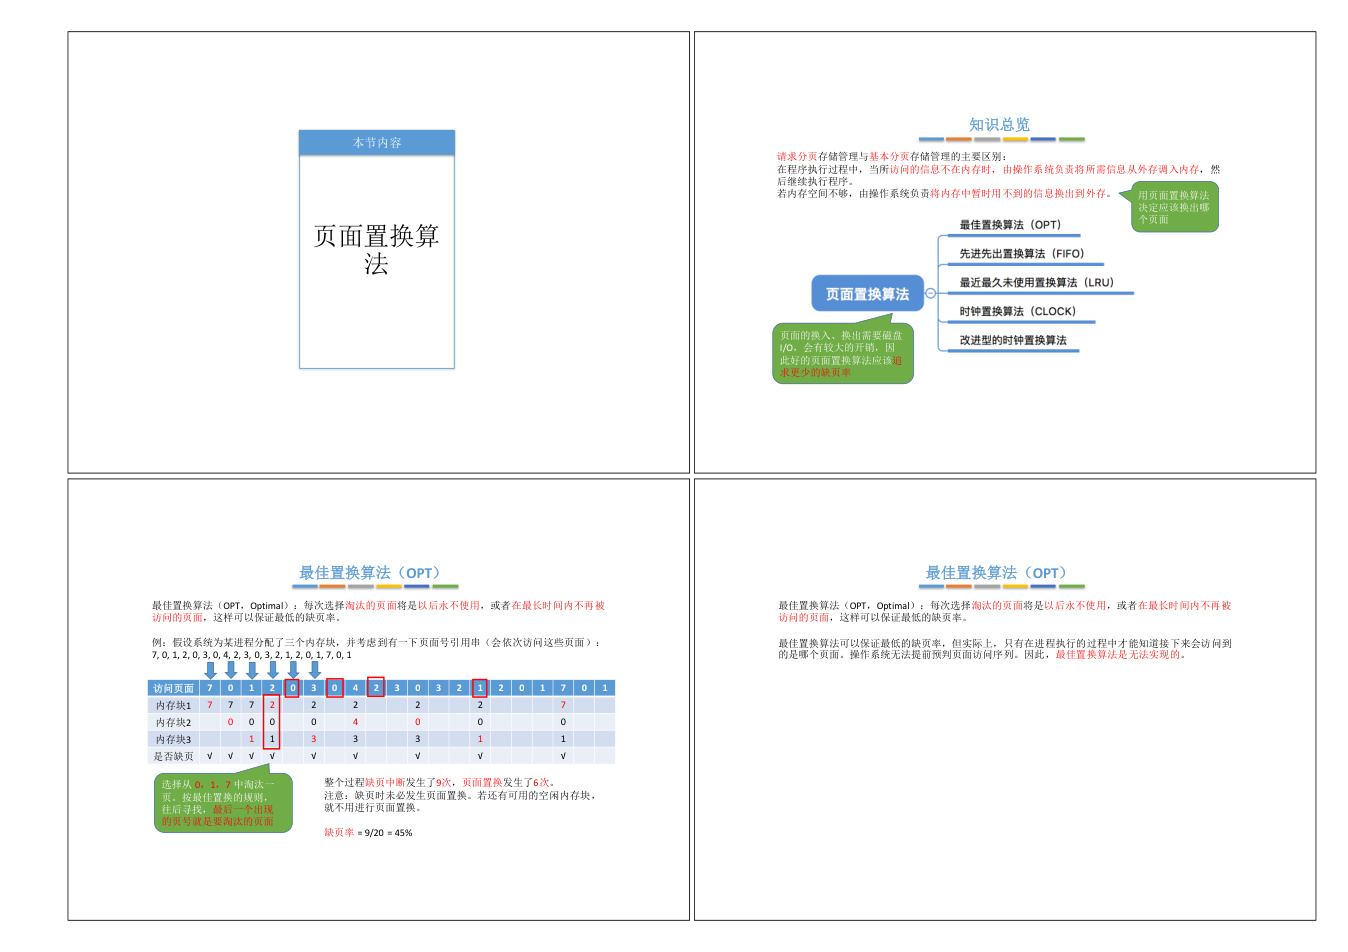 本节内容
页面置换算
法
知识总览
请求分页存储管理与基本分页存储管理的主要区别：
在程序执行过程中，当所访问的信息不在内存时，由操作系统负责将所需信息从外存调入内存，然
后继续执行程序。
若内存空间不够，由操作系统负责将内存中暂时用不到的信息换出到外存。
用页面置换算法
决定应该换出哪
个页面
最佳置换算法（OPT）
先进先出置换算法（FIFO）
最近最久未使用置换算法（LRU）
时钟置换算法（CLOCK）
改进型的时钟置换算法
页面置换算法
页面的换入、换出需要磁盘
I/O，会有较大的开销，因
此好的页面置换算法应该追
求更少的缺页率
最佳置换算法（OPT）
最佳置换算法（OPT，Optimal）：每次选择淘汰的页面将是以后永不使用，或者在最长时间内不再被
访问的页面，这样可以保证最低的缺页率。
例：假设系统为某进程分配了三个内存块，并考虑到有一下页面号引用串（会依次访问这些页面）：
7, 0, 1, 2, 0, 3, 0, 4, 2, 3, 0, 3, 2, 1, 2, 0, 1, 7, 0, 1
访问页面 7 0 1 2 0 3 0 4 2 3 0 3 2 1 2 0 1 7 0 1
内存块1 7 7 7 2 2 2 2 2 7
内存块2 0 0 0 0 4 0 0 0
内存块3 1 1 3 3 3 1 1
是否缺页 √ √ √ √ √ √ √ √ √
选择从 0，1，7 中淘汰一
页。按最佳置换的规则，
往后寻找，最后一个出现
的页号就是要淘汰的页面
整个过程缺页中断发生了9次，页面置换发生了6次。
注意：缺页时未必发生页面置换。若还有可用的空闲内存块，
就不用进行页面置换。
缺页率 = 9/20 = 45%
最佳置换算法（OPT）
最佳置换算法（OPT，Optimal）：每次选择淘汰的页面将是以后永不使用，或者在最长时间内不再被
访问的页面，这样可以保证最低的缺页率。
最佳置换算法可以保证最低的缺页率，但实际上，只有在进程执行的过程中才能知道接下来会访问到
的是哪个页面。操作系统无法提前预判页面访问序列。因此，最佳置换算法是无法实现的。